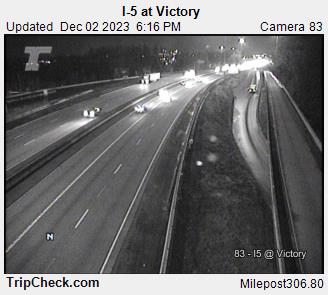 I-5 at Victory
Updated Dec 02 2023 6:16 PM Camera 83
T
N
83 - I5 @ Victory
TripCheck.com Milepost306.80